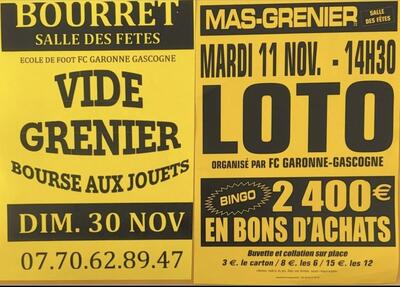 BOURRET
SALLE DES FETES
ECOLE DE FOOT FC GARONNE GASCOGNE
VIDE
GRENIER
BOURSE AUX JOUETS
DIM. 30 NOV
07.70.62.89.47
MAS-GRENIER
SALLE
DES FÊTES
MARDI 11 NOV. - 14H30
LOTO
ORGANISÉ PAR FC GARONNE-GASCOGNE
BINGO
2 400€
EN BONS D'ACHATS
Buvette et collation sur place
3 €. le carton / 8 €. les 6 / 15 €. les 12